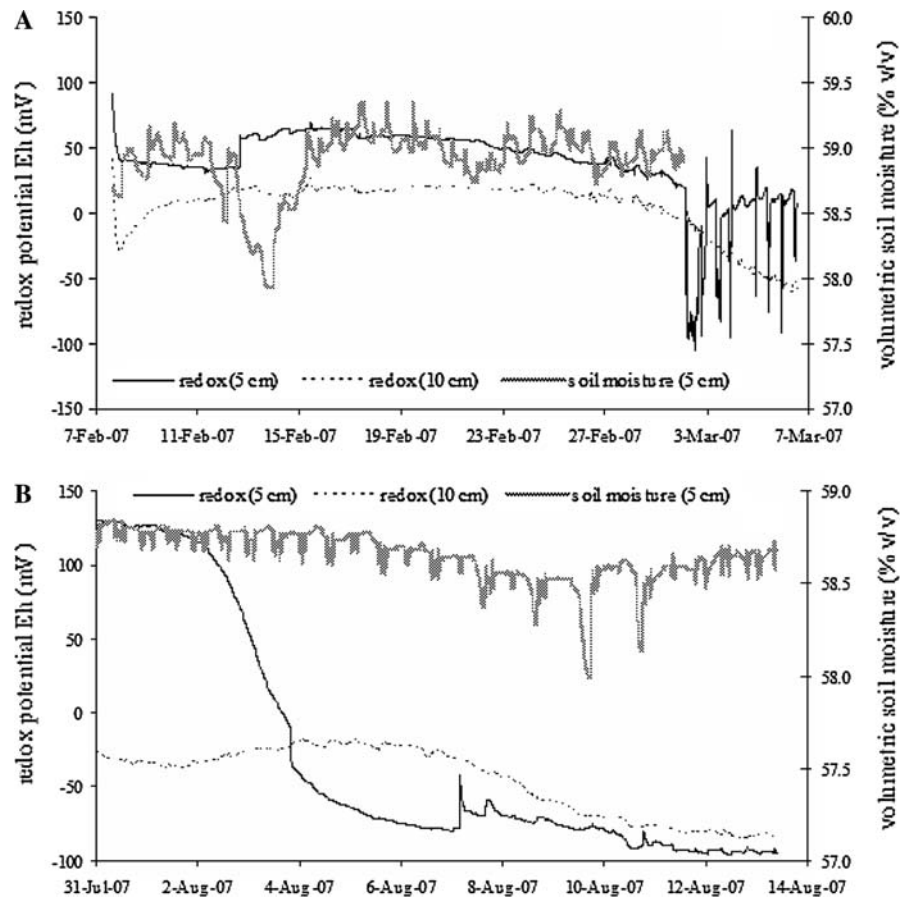 A
redox potential Eh (mV)
150
100
50
0
-50
-100
-150
60.0
59.5
59.0
58.5
58.0
57.5
57.0
volumetric soil moisture (% v/v)
redox (5 cm) redox (10 cm) soil moisture (5 cm)
7-Feb-07 11-Feb-07 15-Feb-07 19-Feb-07 23-Feb-07 27-Feb-07 3-Mar-07 7-Mar-07
B
redox (5 cm) redox (10 cm) soil moisture (5 cm)
redox potential Eh (mV)
150
100
50
0
-50
-100
59.0
58.5
58.0
57.5
57.0
volumetric soil moisture (% v/v)
31-Jul-07 2-Aug-07 4-Aug-07 6-Aug-07 8-Aug-07 10-Aug-07 12-Aug-07 14-Aug-07